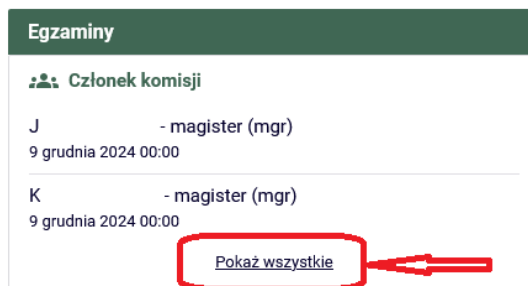 Egzaminy
Członek komisji
J - magister (mgr)
9 grudnia 2024 00:00
K - magister (mgr)
9 grudnia 2024 00:00
Pokaż wszystkie